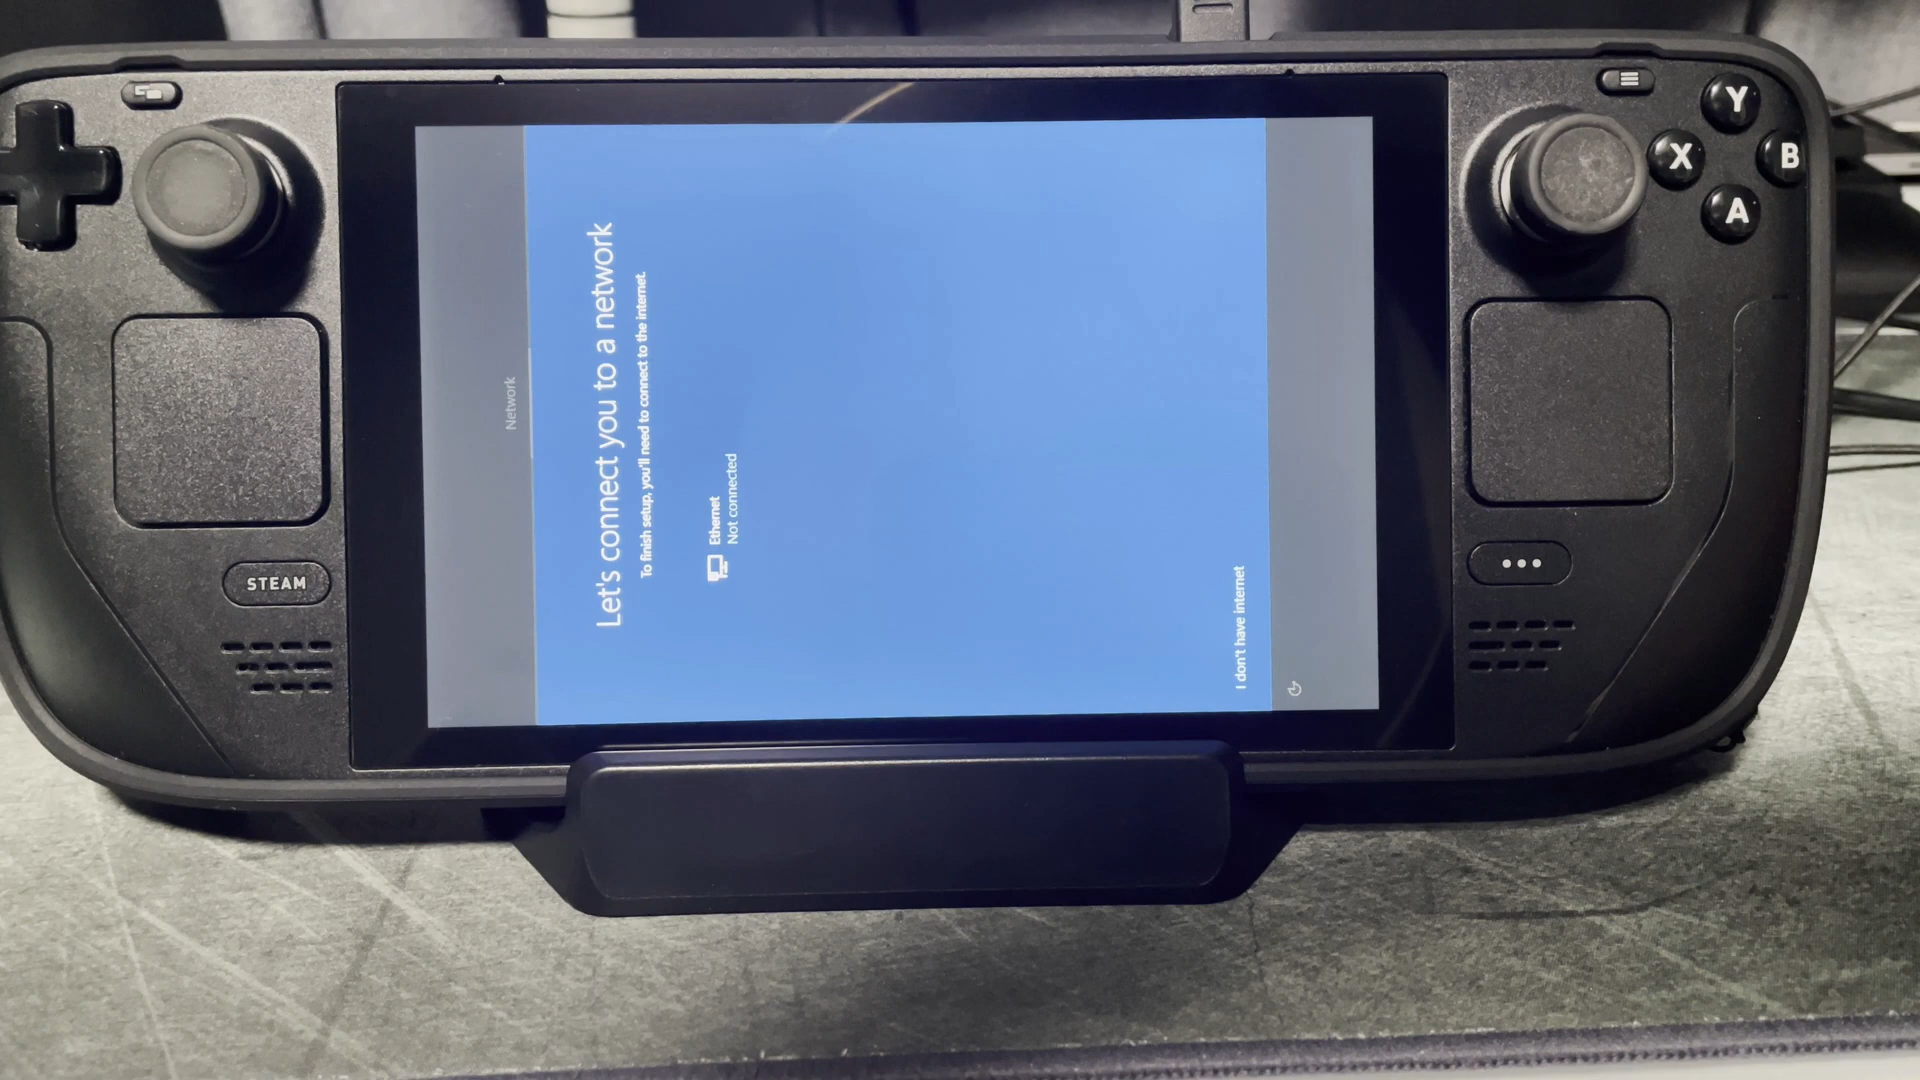 Network
Let's connect you to a network
To finish setup, you'll need to connect to the internet.
Ethernet
Not connected
I don't have internet
STEAM
Y
X
B
A